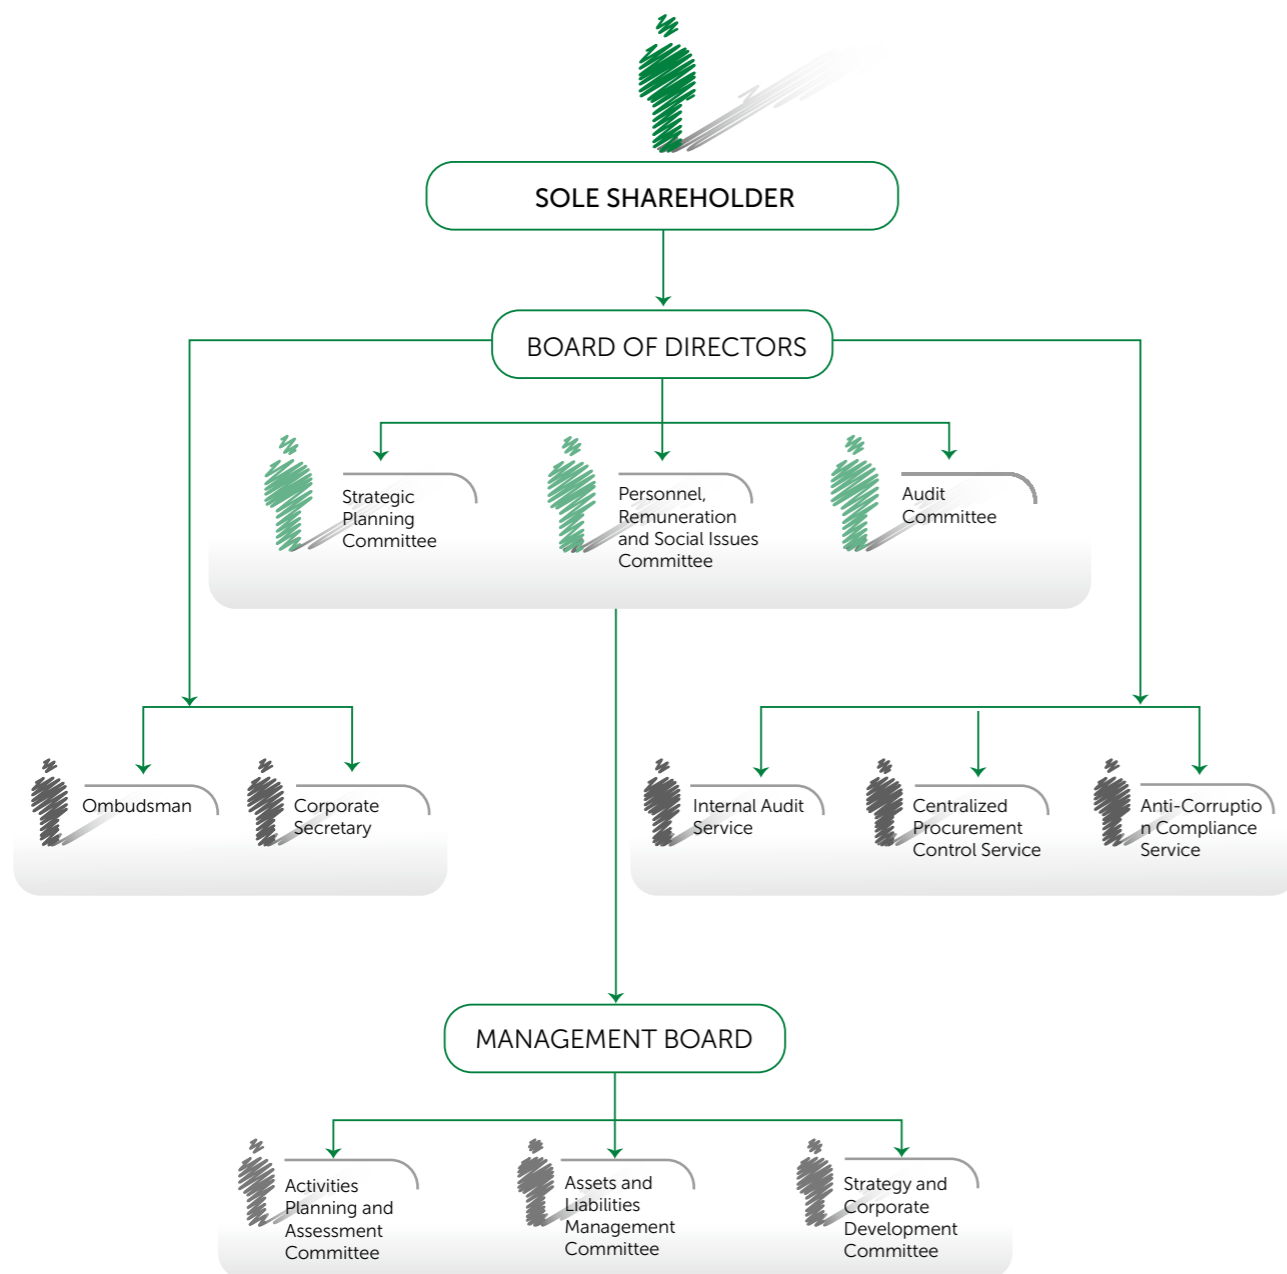 SOLE SHAREHOLDER
BOARD OF DIRECTORS
Strategic
Planning
Committee
Personnel,
Remuneration
and Social Issues
Committee
Audit
Committee
Ombudsman
Corporate
Secretary
Internal Audit
Service
Centralized
Procurement
Control Service
Anti-Corruptio
n Compliance
Service
MANAGEMENT BOARD
Activities
Planning and
Assessment
Committee
Assets and
Liabilities
Management
Committee
Strategy and
Corporate
Development
Committee